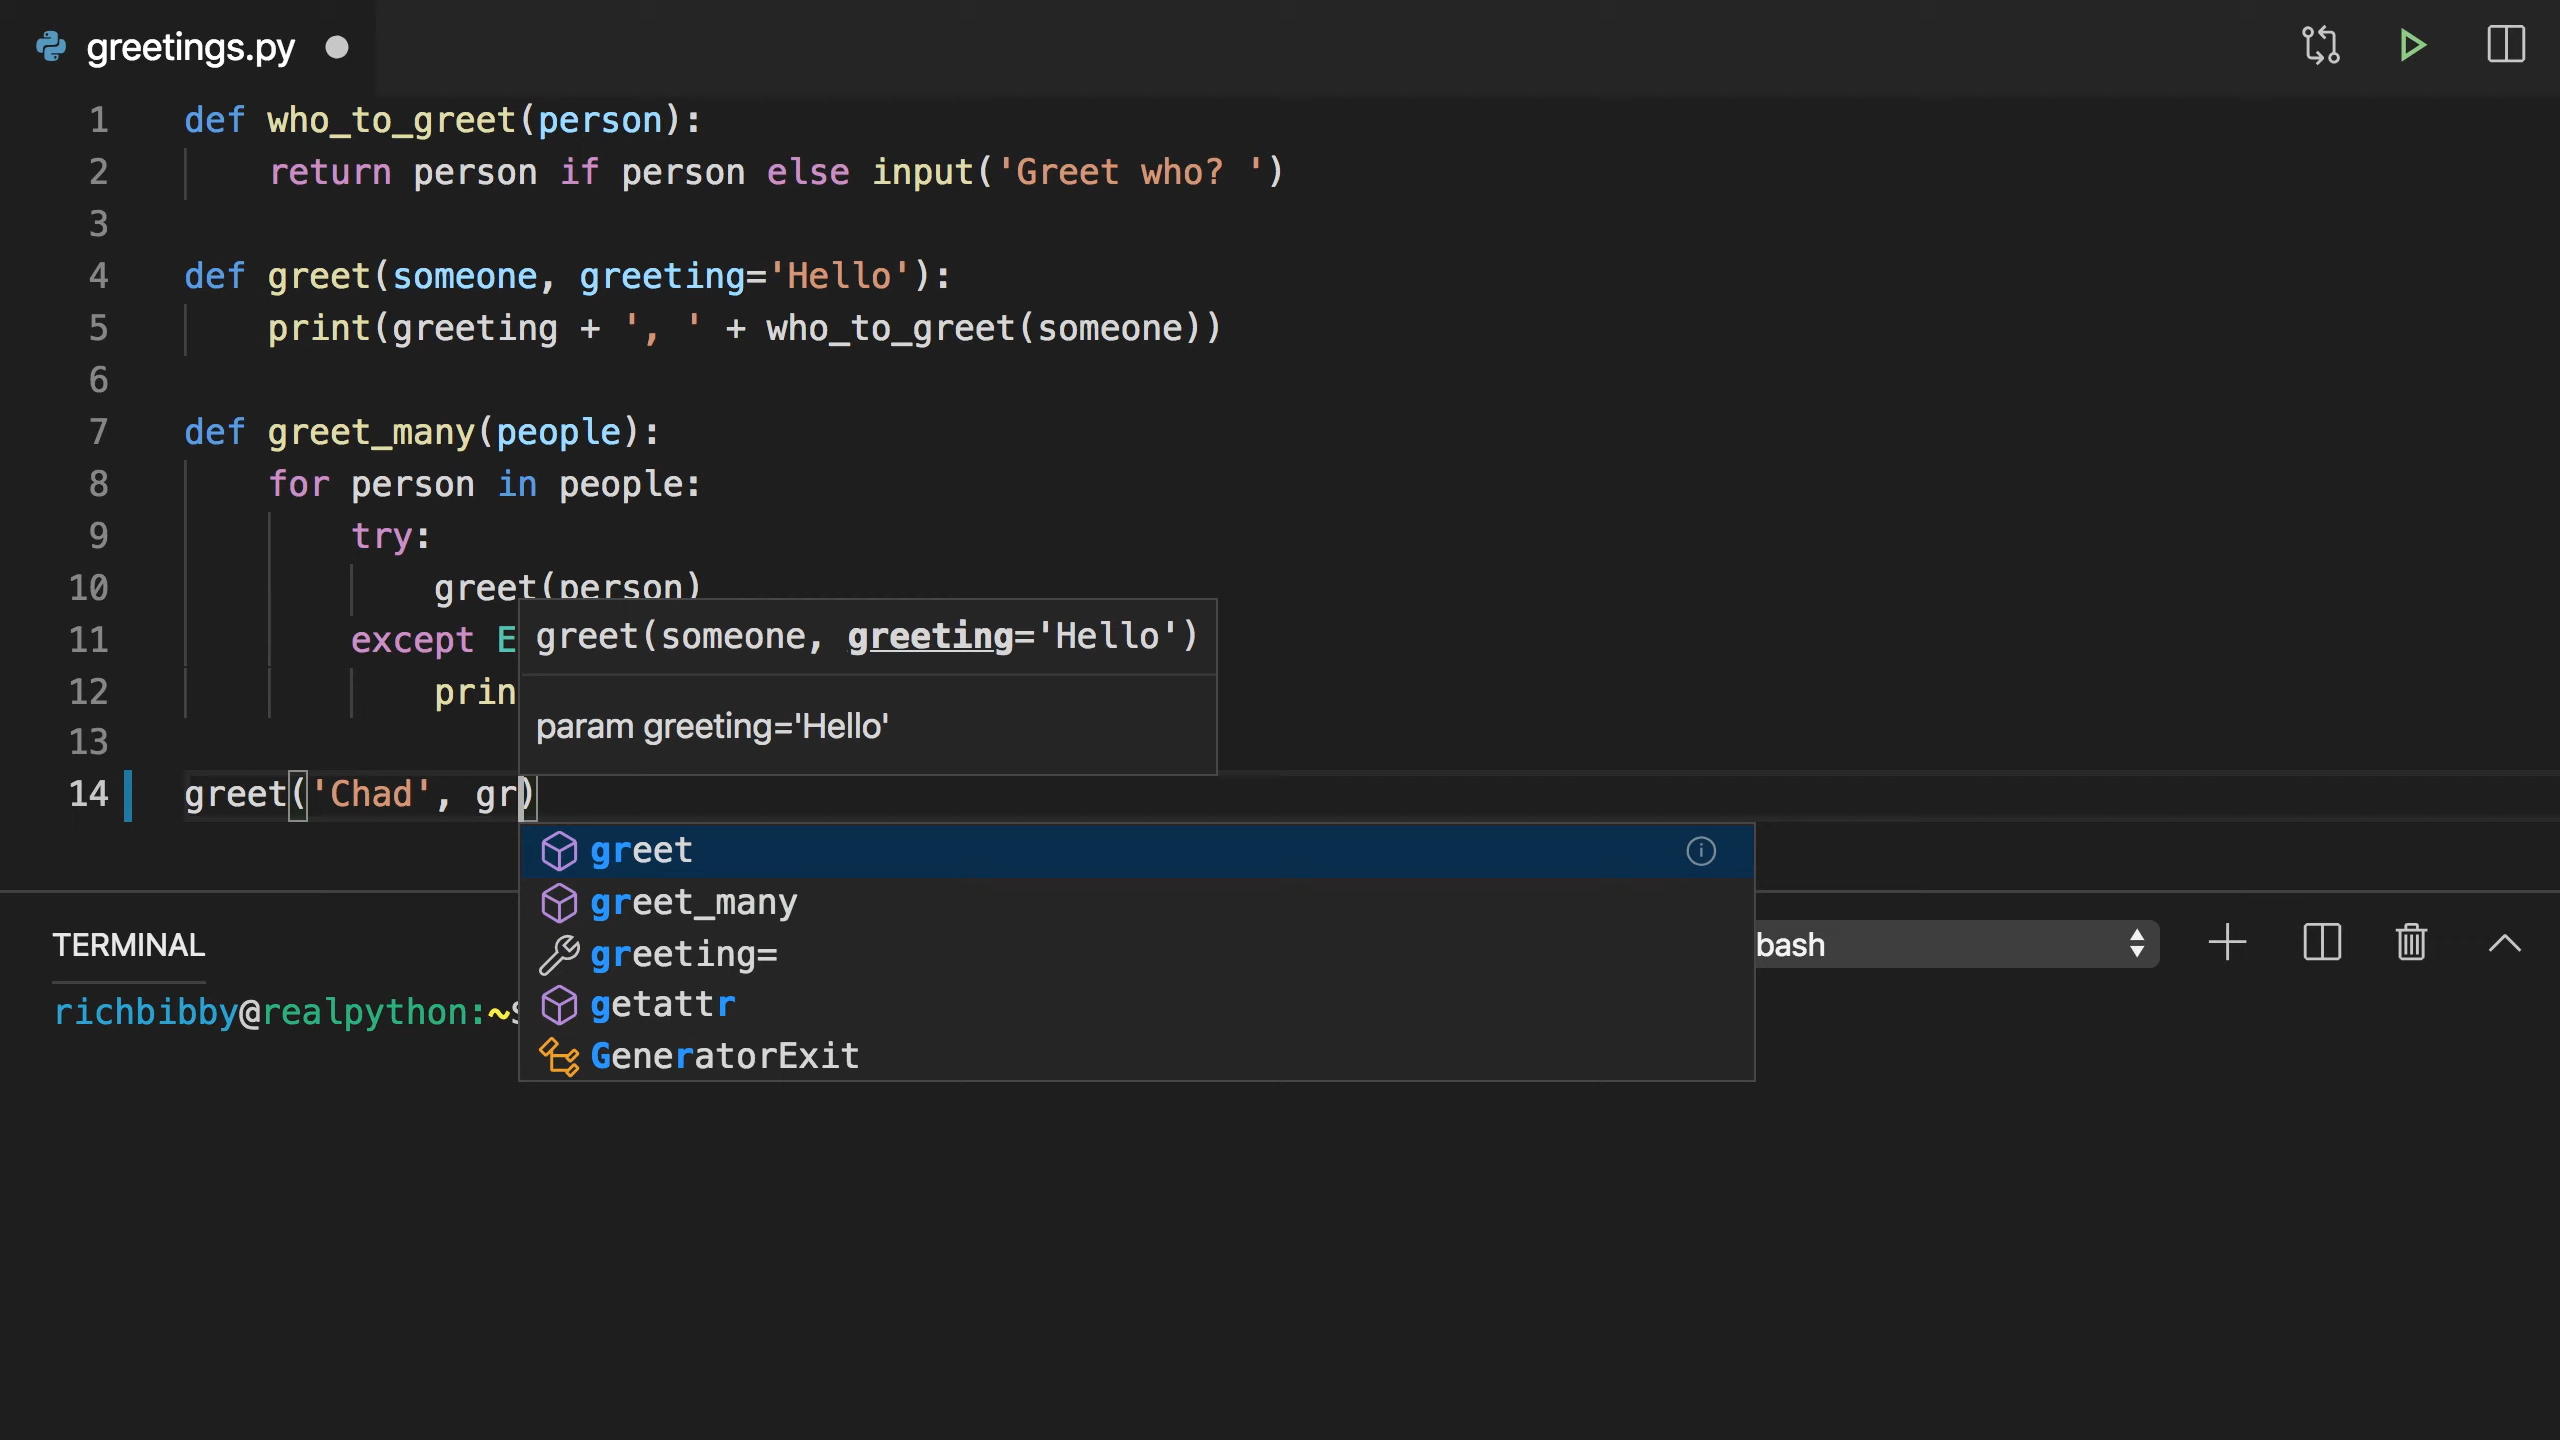 greetings.py
1 def who_to_greet(person):
2 return person if person else input('Greet who? ')
3
4 def greet(someone, greeting='Hello'):
5 print(greeting + ', ' + who_to_greet(someone))
6
7 def greet_many(people):
8 for person in people:
9 try:
10 greet(person)
11 except E
12 prin
13
14 greet('Chad', gr)
greet(someone, greeting='Hello')
param greeting='Hello'
greet
greet_many
greeting=
getattr
GeneratorExit
TERMINAL
bash
richbibby@realpython:~$